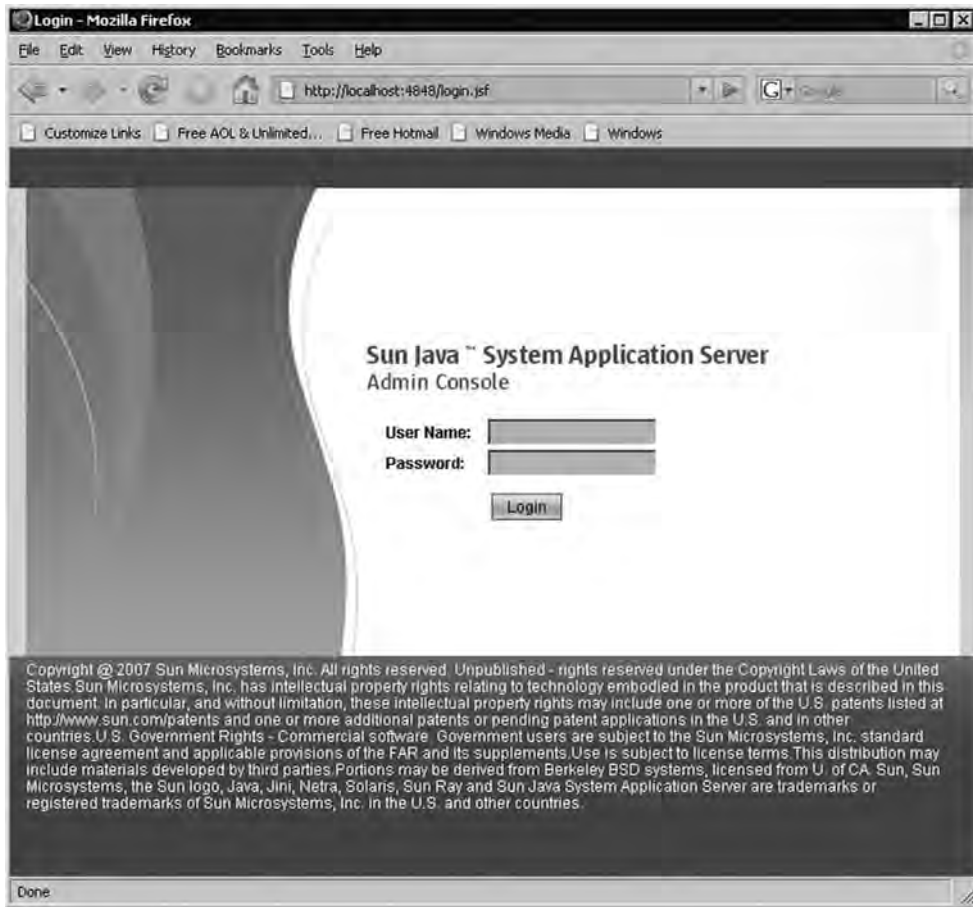 Login - Mozilla Firefox
File Edit View History Bookmarks Tools Help
http://localhost:4848/login.jsf
G Google
Customize Links Free AOL & Unlimited... Free Hotmail Windows Media Windows
Sun Java ™ System Application Server
Admin Console
User Name:
Password:
Login
Copyright @ 2007 Sun Microsystems, Inc. All rights reserved. Unpublished - rights reserved under the Copyright Laws of the United
States.Sun Microsystems, Inc. has intellectual property rights relating to technology embodied in the product that is described in this
document. In particular, and without limitation, these intellectual property rights may include one or more of the U.S. patents listed at
http://www.sun.com/patents and one or more additional patents or pending patent applications in the U.S. and in other
countries.U.S. Government Rights - Commercial software. Government users are subject to the Sun Microsystems, Inc. standard
license agreement and applicable provisions of the FAR and its supplements.Use is subject to license terms.This distribution may
include materials developed by third parties.Portions may be derived from Berkeley BSD systems, licensed from U. of CA. Sun, Sun
Microsystems, the Sun logo, Java, Jini, Netra, Solaris, Sun Ray and Sun Java System Application Server are trademarks or
registered trademarks of Sun Microsystems, Inc. in the U.S. and other countries.
Done